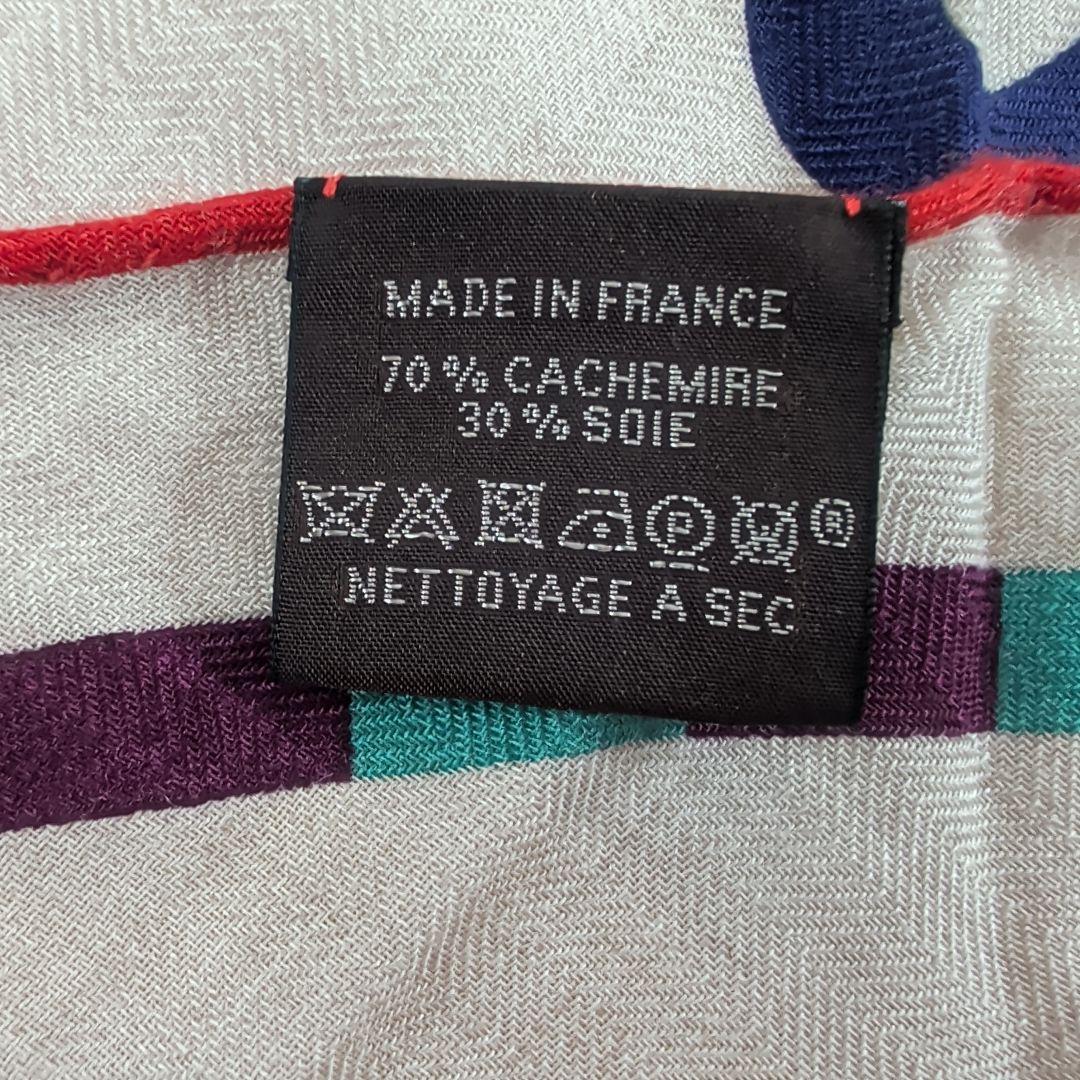 MADE IN FRANCE
70 % CACHEMIRE
30 % SOIE
P W ®
NETTOYAGE A SEC